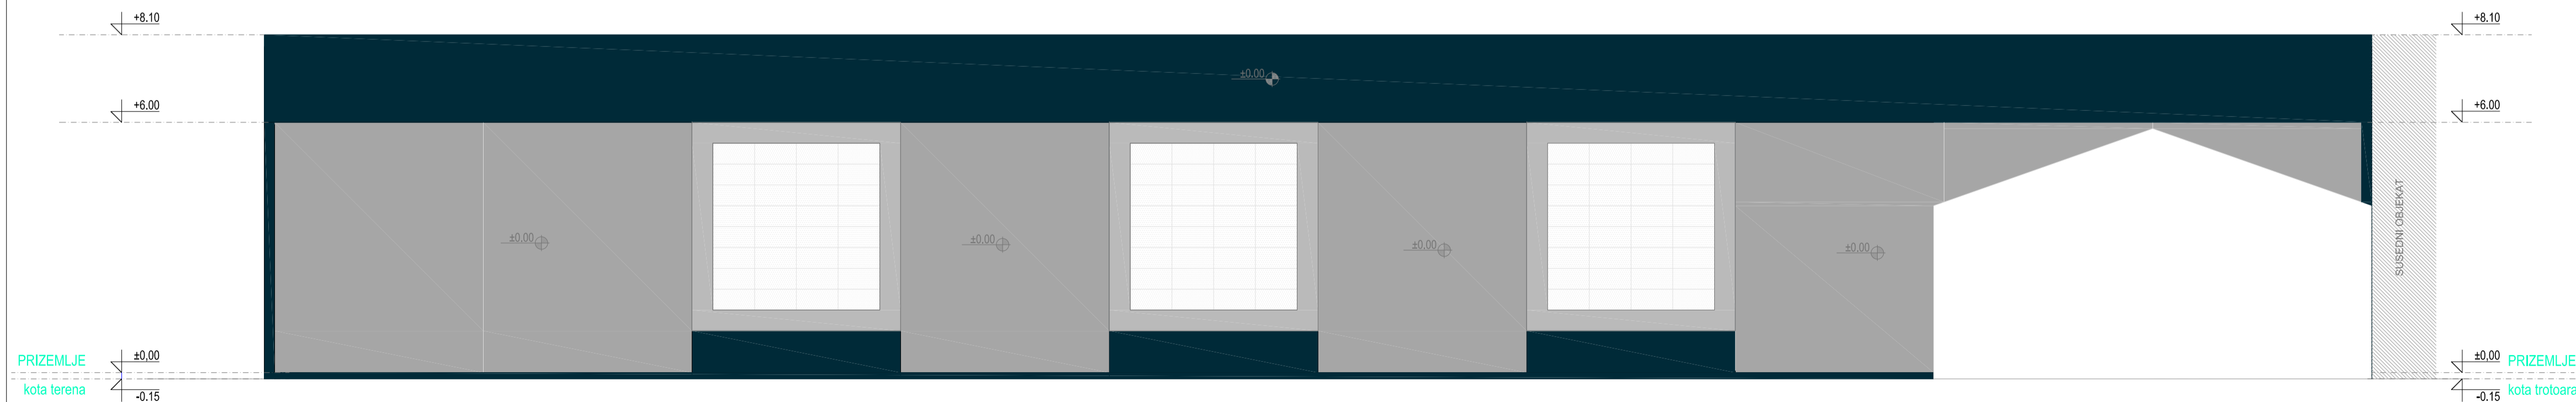 +8.10
+8.10
±0.00
+6.00
+6.00
SUSEDNI OBJEKAT
±0,00
±0,00
±0,00
±0,00
PRIZEMLJE
±0,00
±0,00
PRIZEMLJE
kota terena
-0.15
-0.15
kota trotoara